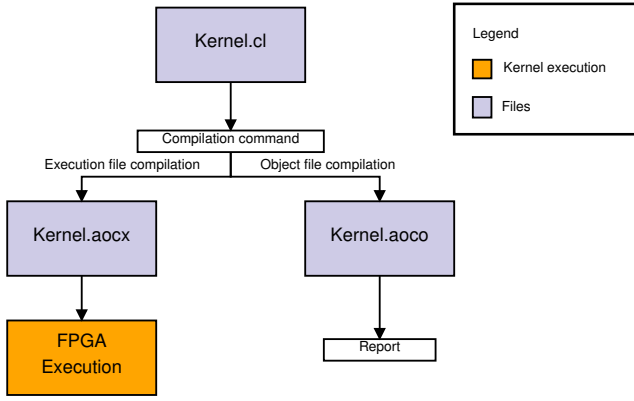 Kernel.cl
Legend
Kernel execution
Files
Compilation command
Execution file compilation
Object file compilation
Kernel.aocx
Kernel.aoco
FPGA
Execution
Report